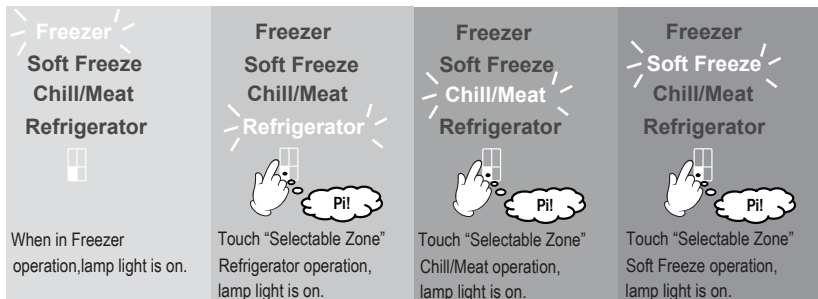 Freezer
Soft Freeze
Chill/Meat
Refrigerator
When in Freezer
operation,lamp light is on.
Freezer
Soft Freeze
Chill/Meat
Refrigerator
Pi!
Touch “Selectable Zone”
Refrigerator operation,
lamp light is on.
Freezer
Soft Freeze
Chill/Meat
Refrigerator
Pi!
Touch “Selectable Zone”
Chill/Meat operation,
lamp light is on.
Freezer
Soft Freeze
Chill/Meat
Refrigerator
Pi!
Touch “Selectable Zone”
Soft Freeze operation,
lamp light is on.